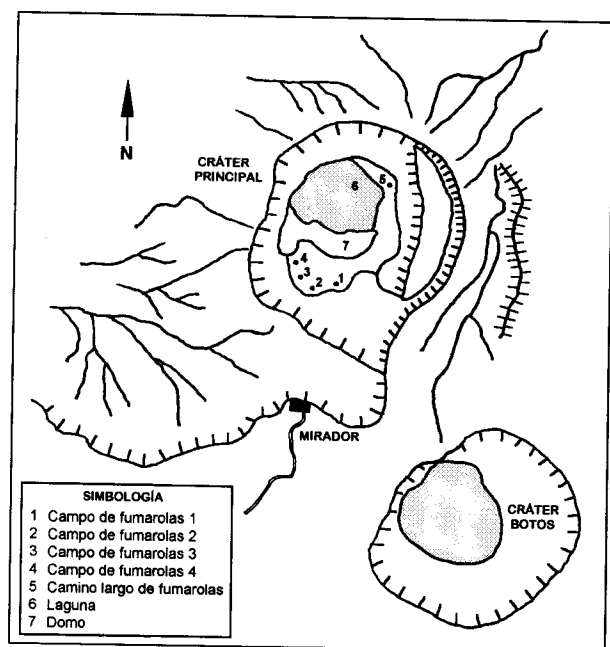 N
CRÁTER
PRINCIPAL
5
6
7
4
3
2
1
MIRADOR
CRÁTER
BOTOS
SIMBOLOGÍA
1 Campo de fumarolas 1
2 Campo de fumarolas 2
3 Campo de fumarolas 3
4 Campo de fumarolas 4
5 Camino largo de fumarolas
6 Laguna
7 Domo